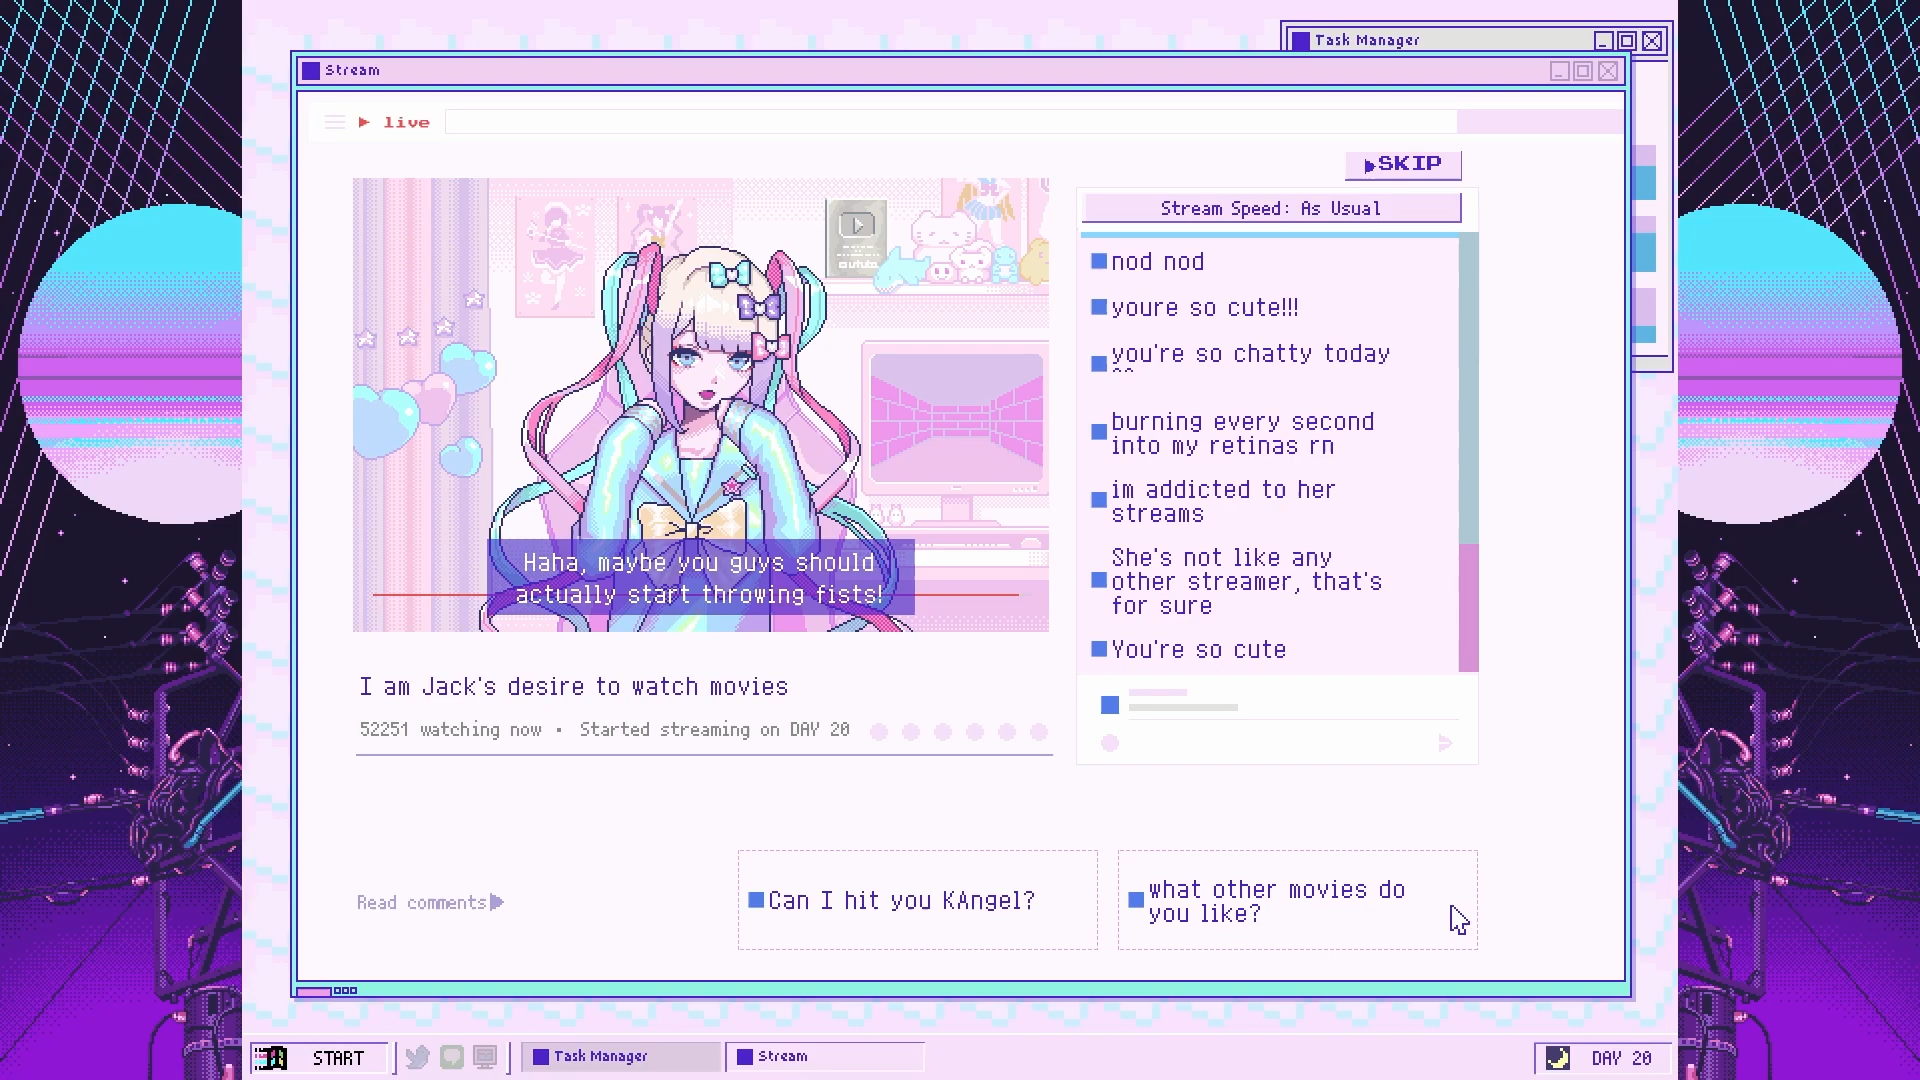 Task Manager
Stream
live
SKIP
Stream Speed: As Usual
nod nod
youre so cute!!!
you're so chatty today
^^
burning every second
into my retinas rn
im addicted to her
streams
She's not like any
other streamer, that's
for sure
You're so cute
Haha, maybe you guys should
actually start throwing fists!
I am Jack's desire to watch movies
52251 watching now • Started streaming on DAY 20
Read comments
Can I hit you KAngel?
what other movies do
you like?
START
Task Manager
Stream
DAY 20